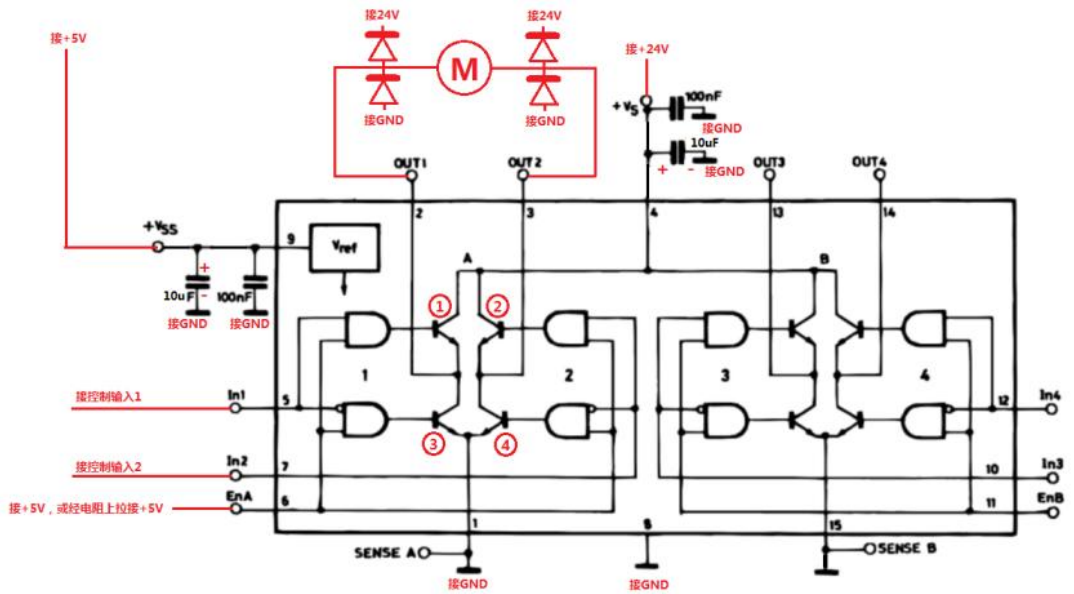 接+5V
接24V
接24V
接+24V
M
+VS
100nF
接GND
接GND
接GND
10uF
+
-
接GND
OUT1
OUT2
OUT3
OUT4
2
3
4
13
14
+VSS
9
Vref
A
B
+
10uF
-
100nF
接GND
接GND
①
②
1
2
3
4
接控制输入1
In1
5
12
In4
③
④
接控制输入2
In2
7
10
In3
接+5V，或经电阻上拉接+5V
EnA
6
11
EnB
1
8
15
SENSE A
SENSE B
接GND
接GND